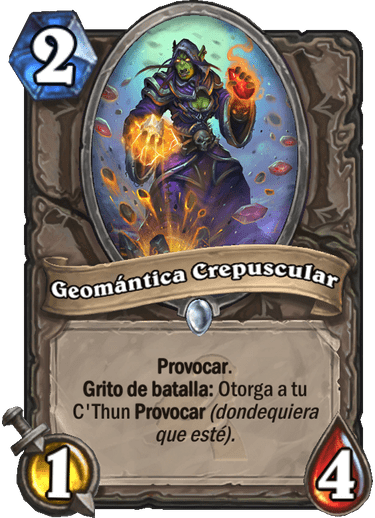 2
Geomántica Crepuscular
Provocar.
Grito de batalla: Otorga a tu
C'Thun Provocar (dondequiera
que esté).
1
4